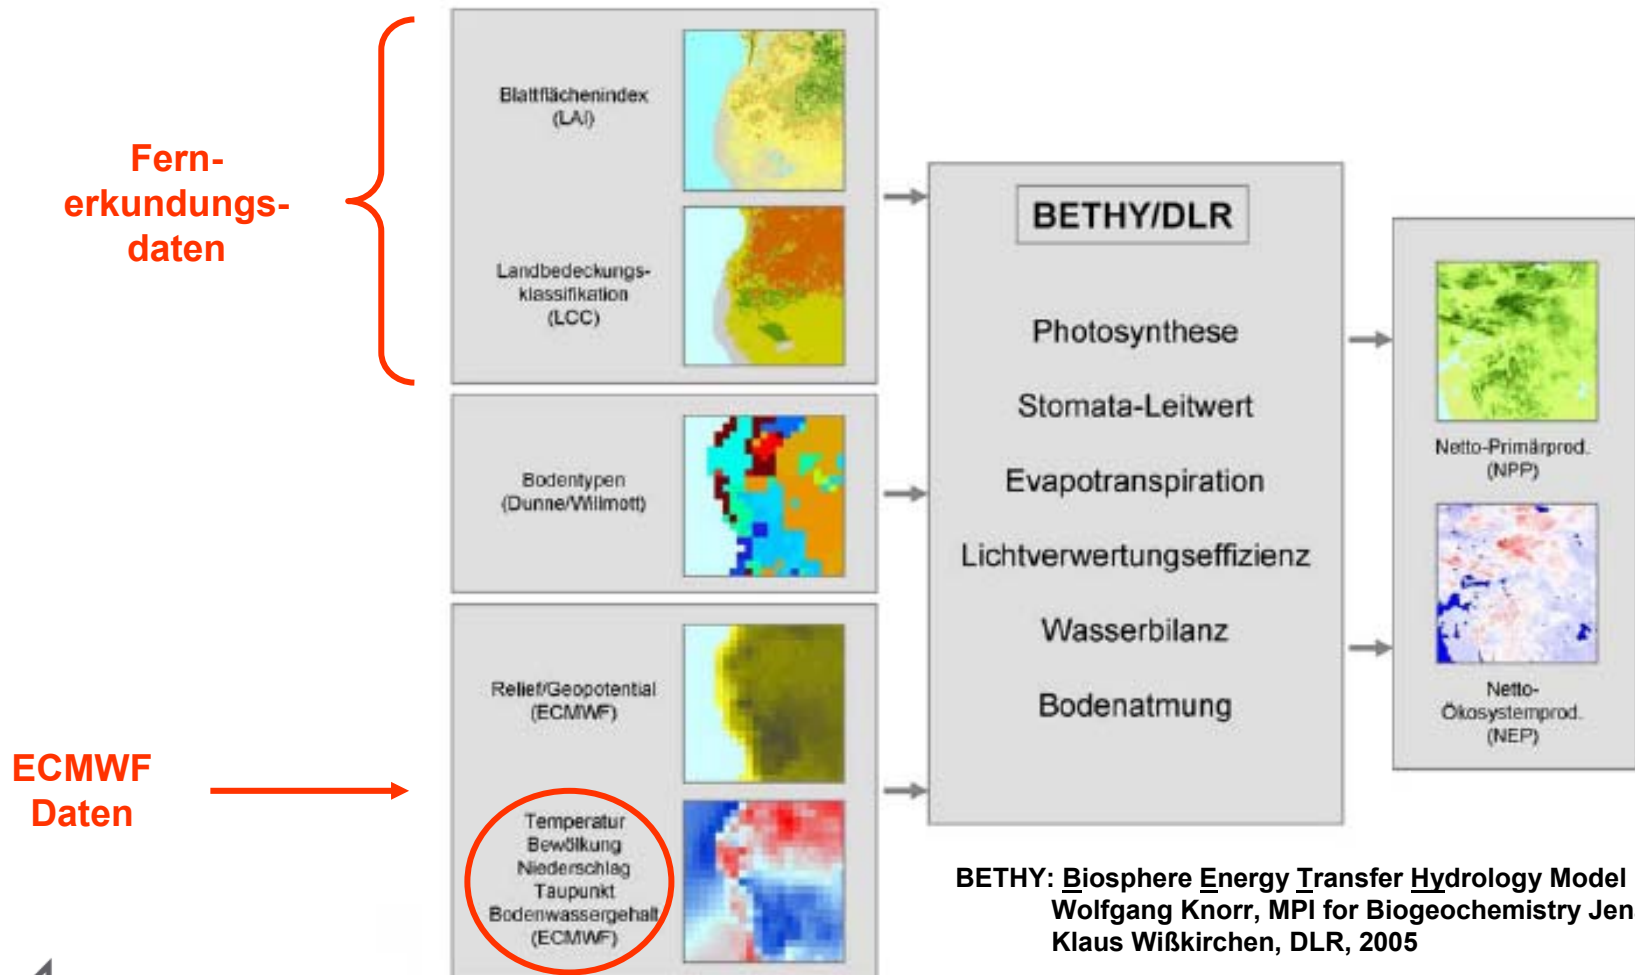 Fern-
erkundungs-
daten
Blattflächenindex
(LAI)
Landbedeckungs-
klassifikation
(LCC)
Bodentypen
(Dunne/Willmott)
ECMWF
Daten
Relief/Geopotential
(ECMWF)
Temperatur
Bewölkung
Niederschlag
Taupunkt
Bodenwassergehalt
(ECMWF)
BETHY/DLR
Photosynthese
Stomata-Leitwert
Evapotranspiration
Lichtverwertungseffizienz
Wasserbilanz
Bodenatmung
Netto-Primärprod.
(NPP)
Netto-
Ökosystemprod.
(NEP)
BETHY: Biosphere Energy Transfer Hydrology Model
Wolfgang Knorr, MPI for Biogeochemistry Jen
Klaus Wißkirchen, DLR, 2005